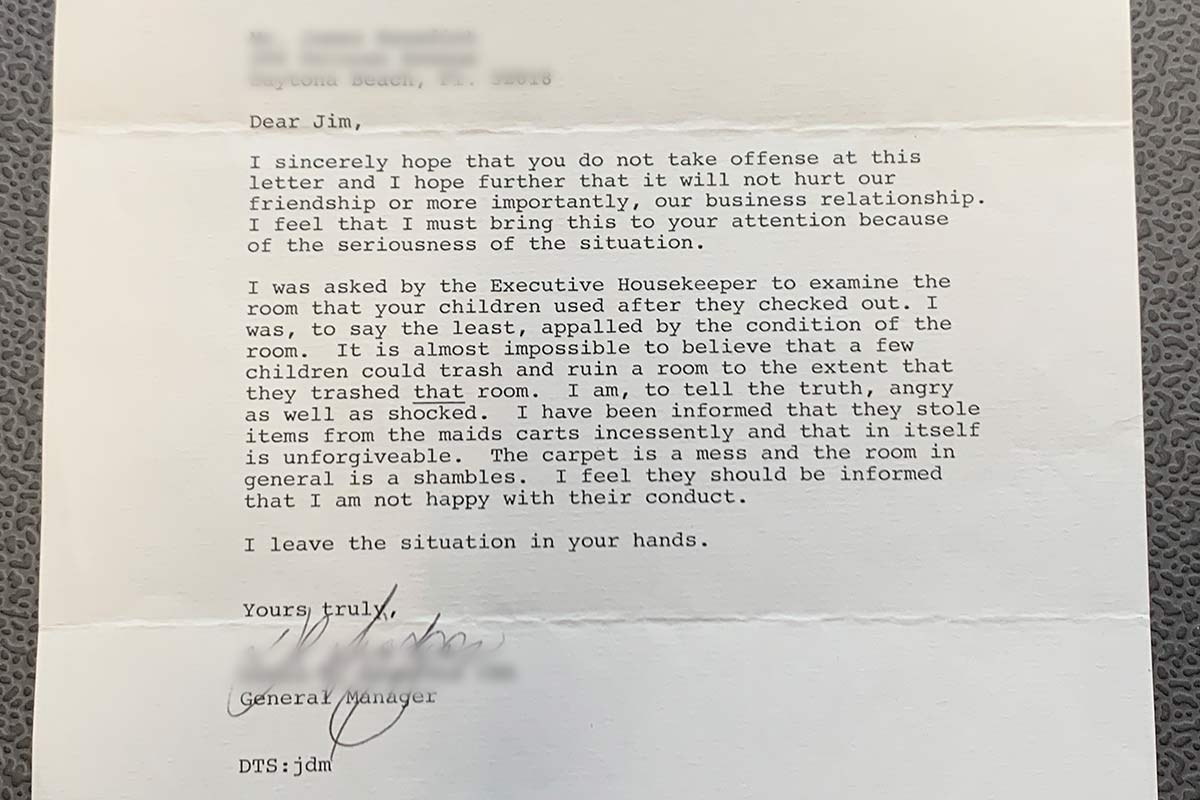 Daytona Beach, Fl.
Dear Jim,
I sincerely hope that you do not take offense at this
letter and I hope further that it will not hurt our
friendship or more importantly, our business relationship.
I feel that I must bring this to your attention because
of the seriousness of the situation.
I was asked by the Executive Housekeeper to examine the
room that your children used after they checked out. I
was, to say the least, appalled by the condition of the
room.  It is almost impossible to believe that a few
children could trash and ruin a room to the extent that
they trashed that room.  I am, to tell the truth, angry
as well as shocked.  I have been informed that they stole
items from the maids carts incessently and that in itself
is unforgiveable.  The carpet is a mess and the room in
general is a shambles.  I feel they should be informed
that I am not happy with their conduct.
I leave the situation in your hands.
Yours truly,
General Manager
DTS:jdm